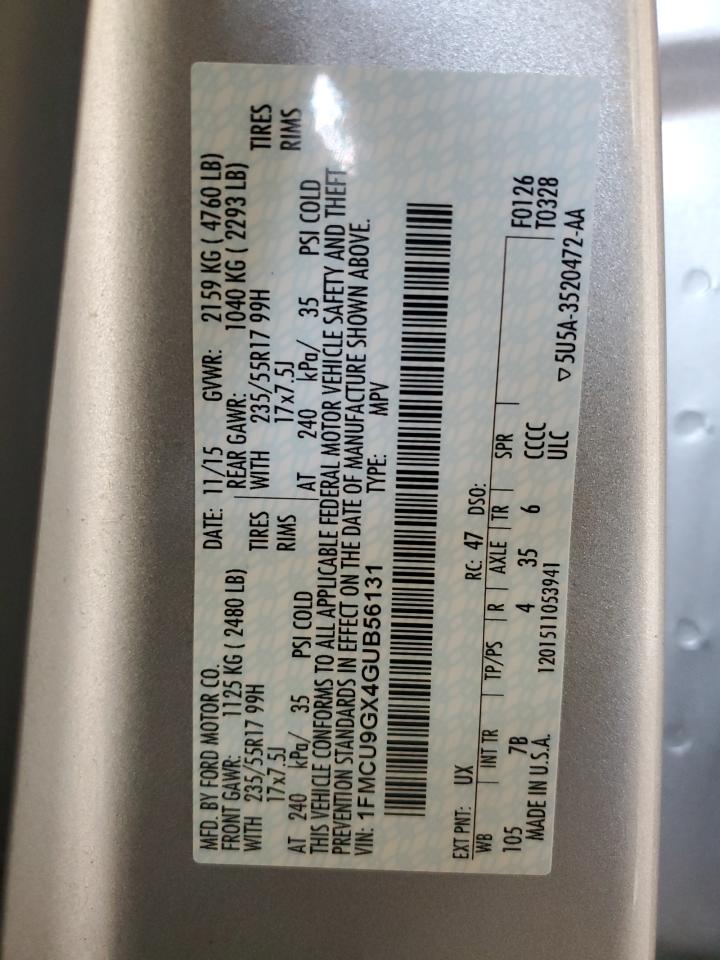 MFD. BY FORD MOTOR CO. DATE: 11/15 GVWR: 2159 KG ( 4760 LB)
FRONT GAWR: 1125 KG ( 2480 LB) REAR GAWR: 1040 KG ( 2293 LB)
WITH 235/55R17 99H TIRES WITH 235/55R17 99H TIRES
17x7.5J RIMS 17x7.5J RIMS
AT 240 kPa/ 35 PSI COLD AT 240 kPa/ 35 PSI COLD
THIS VEHICLE CONFORMS TO ALL APPLICABLE FEDERAL MOTOR VEHICLE SAFETY AND THEFT
PREVENTION STANDARDS IN EFFECT ON THE DATE OF MANUFACTURE SHOWN ABOVE.
VIN: 1FMCU9GX4GUB56131 TYPE: MPV
EXT PNT: UX RC: 47 DSO:
WB INT TR TP/PS R AXLE TR SPR F0126
105 7B 4 35 6 CCCC T0328
MADE IN U.S.A. 1201511053941 ULC ▽5U5A-3520472-AA